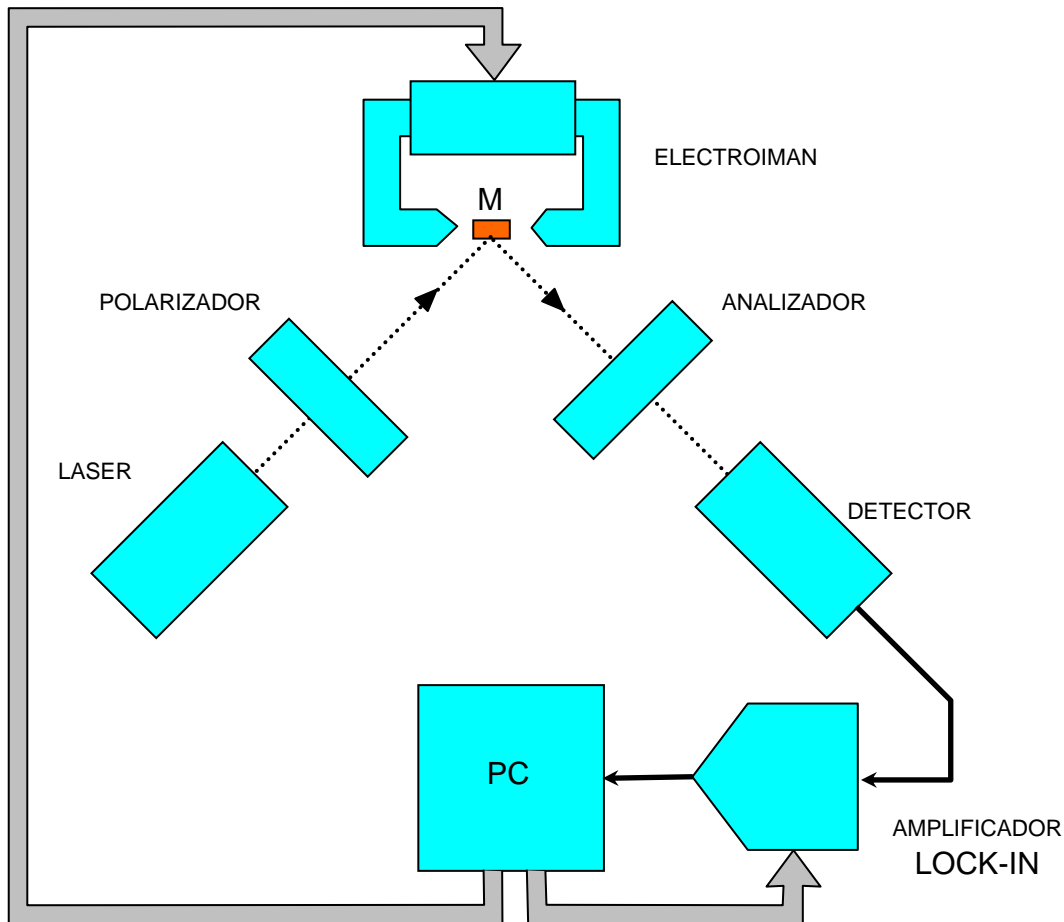 ELECTROIMAN
M
POLARIZADOR
ANALIZADOR
LASER
DETECTOR
PC
AMPLIFICADOR
LOCK-IN